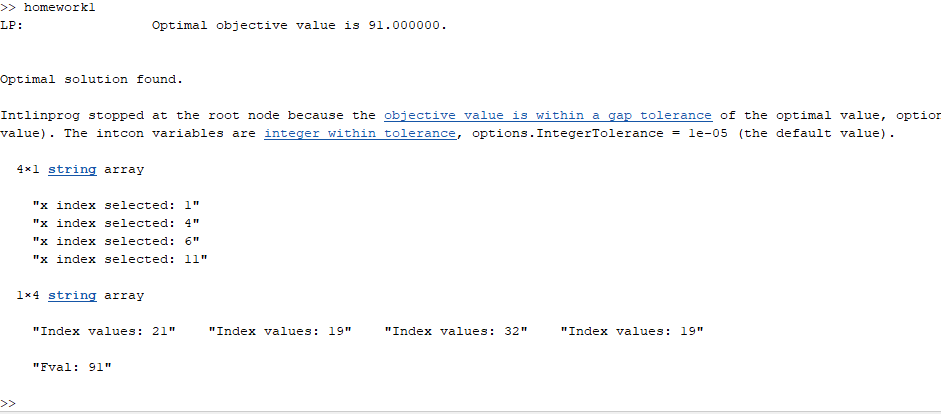 >> homework1
LP:                Optimal objective value is 91.000000.
Optimal solution found.
Intlinprog stopped at the root node because the objective value is within a gap tolerance of the optimal value,
value). The intcon variables are integer within tolerance, options.IntegerTolerance = 1e-05 (the default value).
4×1 string array
"x index selected: 1"
"x index selected: 4"
"x index selected: 6"
"x index selected: 11"
1×4 string array
"Index values: 21"    "Index values: 19"    "Index values: 32"    "Index values: 19"
"Fval: 91"
>>